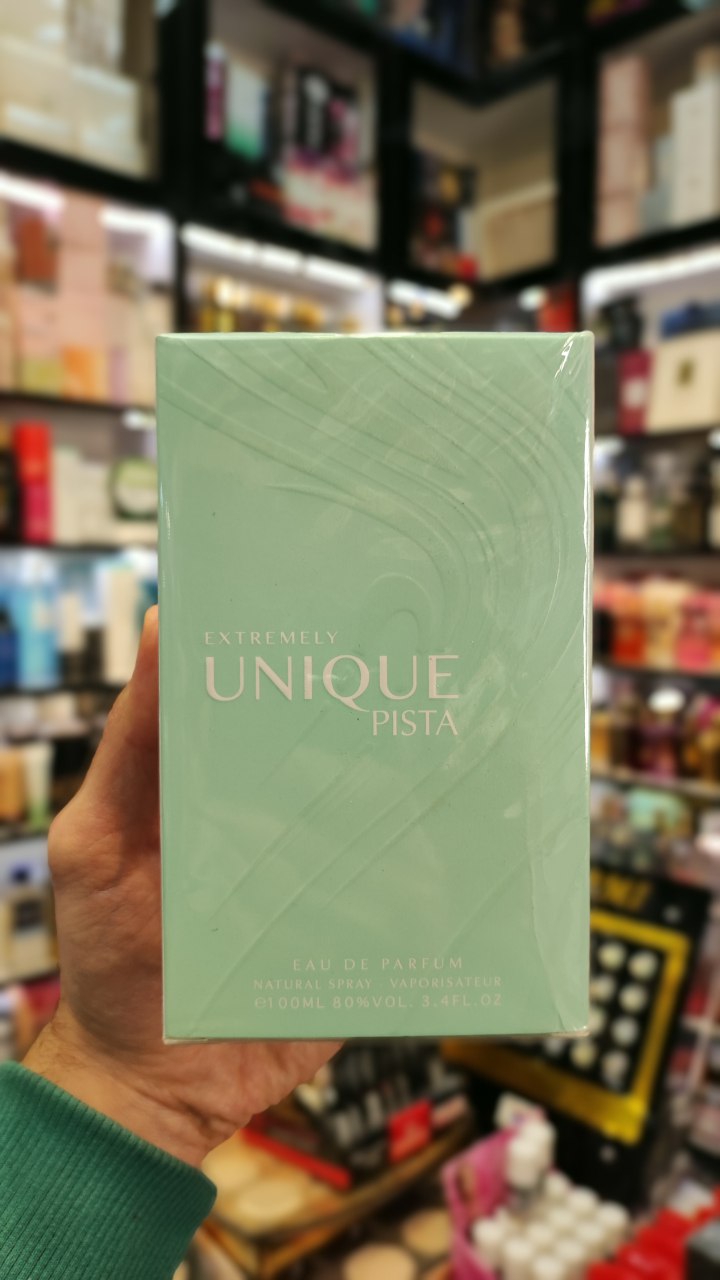 EXTREMELY
UNIQUE
PISTA
EAU DE PARFUM
NATURAL SPRAY - VAPORISATEUR
℮100ML 80%VOL. 3.4FL.OZ